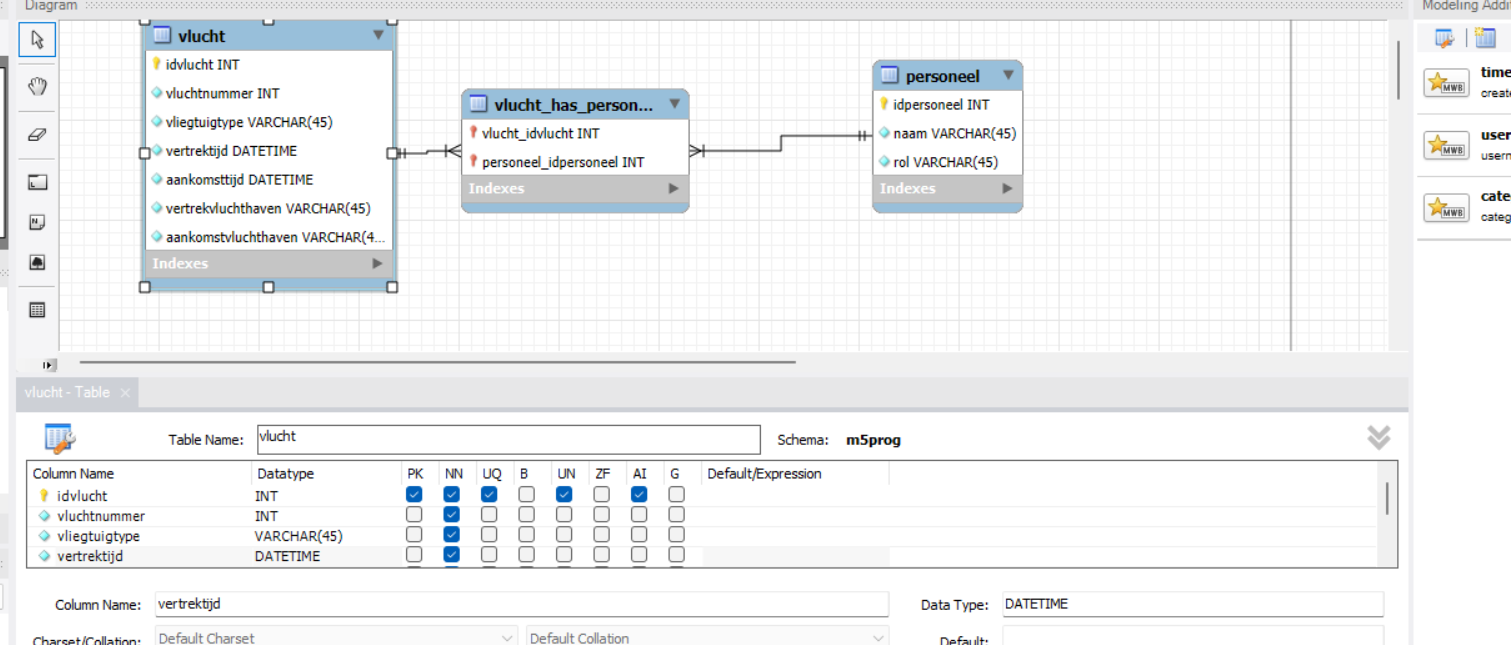 Diagram
Modeling Addi
vlucht
idvlucht INT
vluchtnummer INT
vliegtuigtype VARCHAR(45)
vertrektijd DATETIME
aankomsttijd DATETIME
vertrekvluchthaven VARCHAR(45)
aankomstvluchthaven VARCHAR(4...
Indexes
vlucht_has_person...
vlucht_idvlucht INT
personeel_idpersoneel INT
Indexes
personeel
idpersoneel INT
naam VARCHAR(45)
rol VARCHAR(45)
Indexes
MWB
time
create
MWB
user
usern
MWB
cate
categ
vlucht - Table
Table Name: vlucht Schema: m5prog
Column Name Datatype PK NN UQ B UN ZF AI G Default/Expression
idvlucht INT
vluchtnummer INT
vliegtuigtype VARCHAR(45)
vertrektijd DATETIME
Column Name: vertrektijd Data Type: DATETIME
Charset/Collation: Default Charset Default Collation Default: